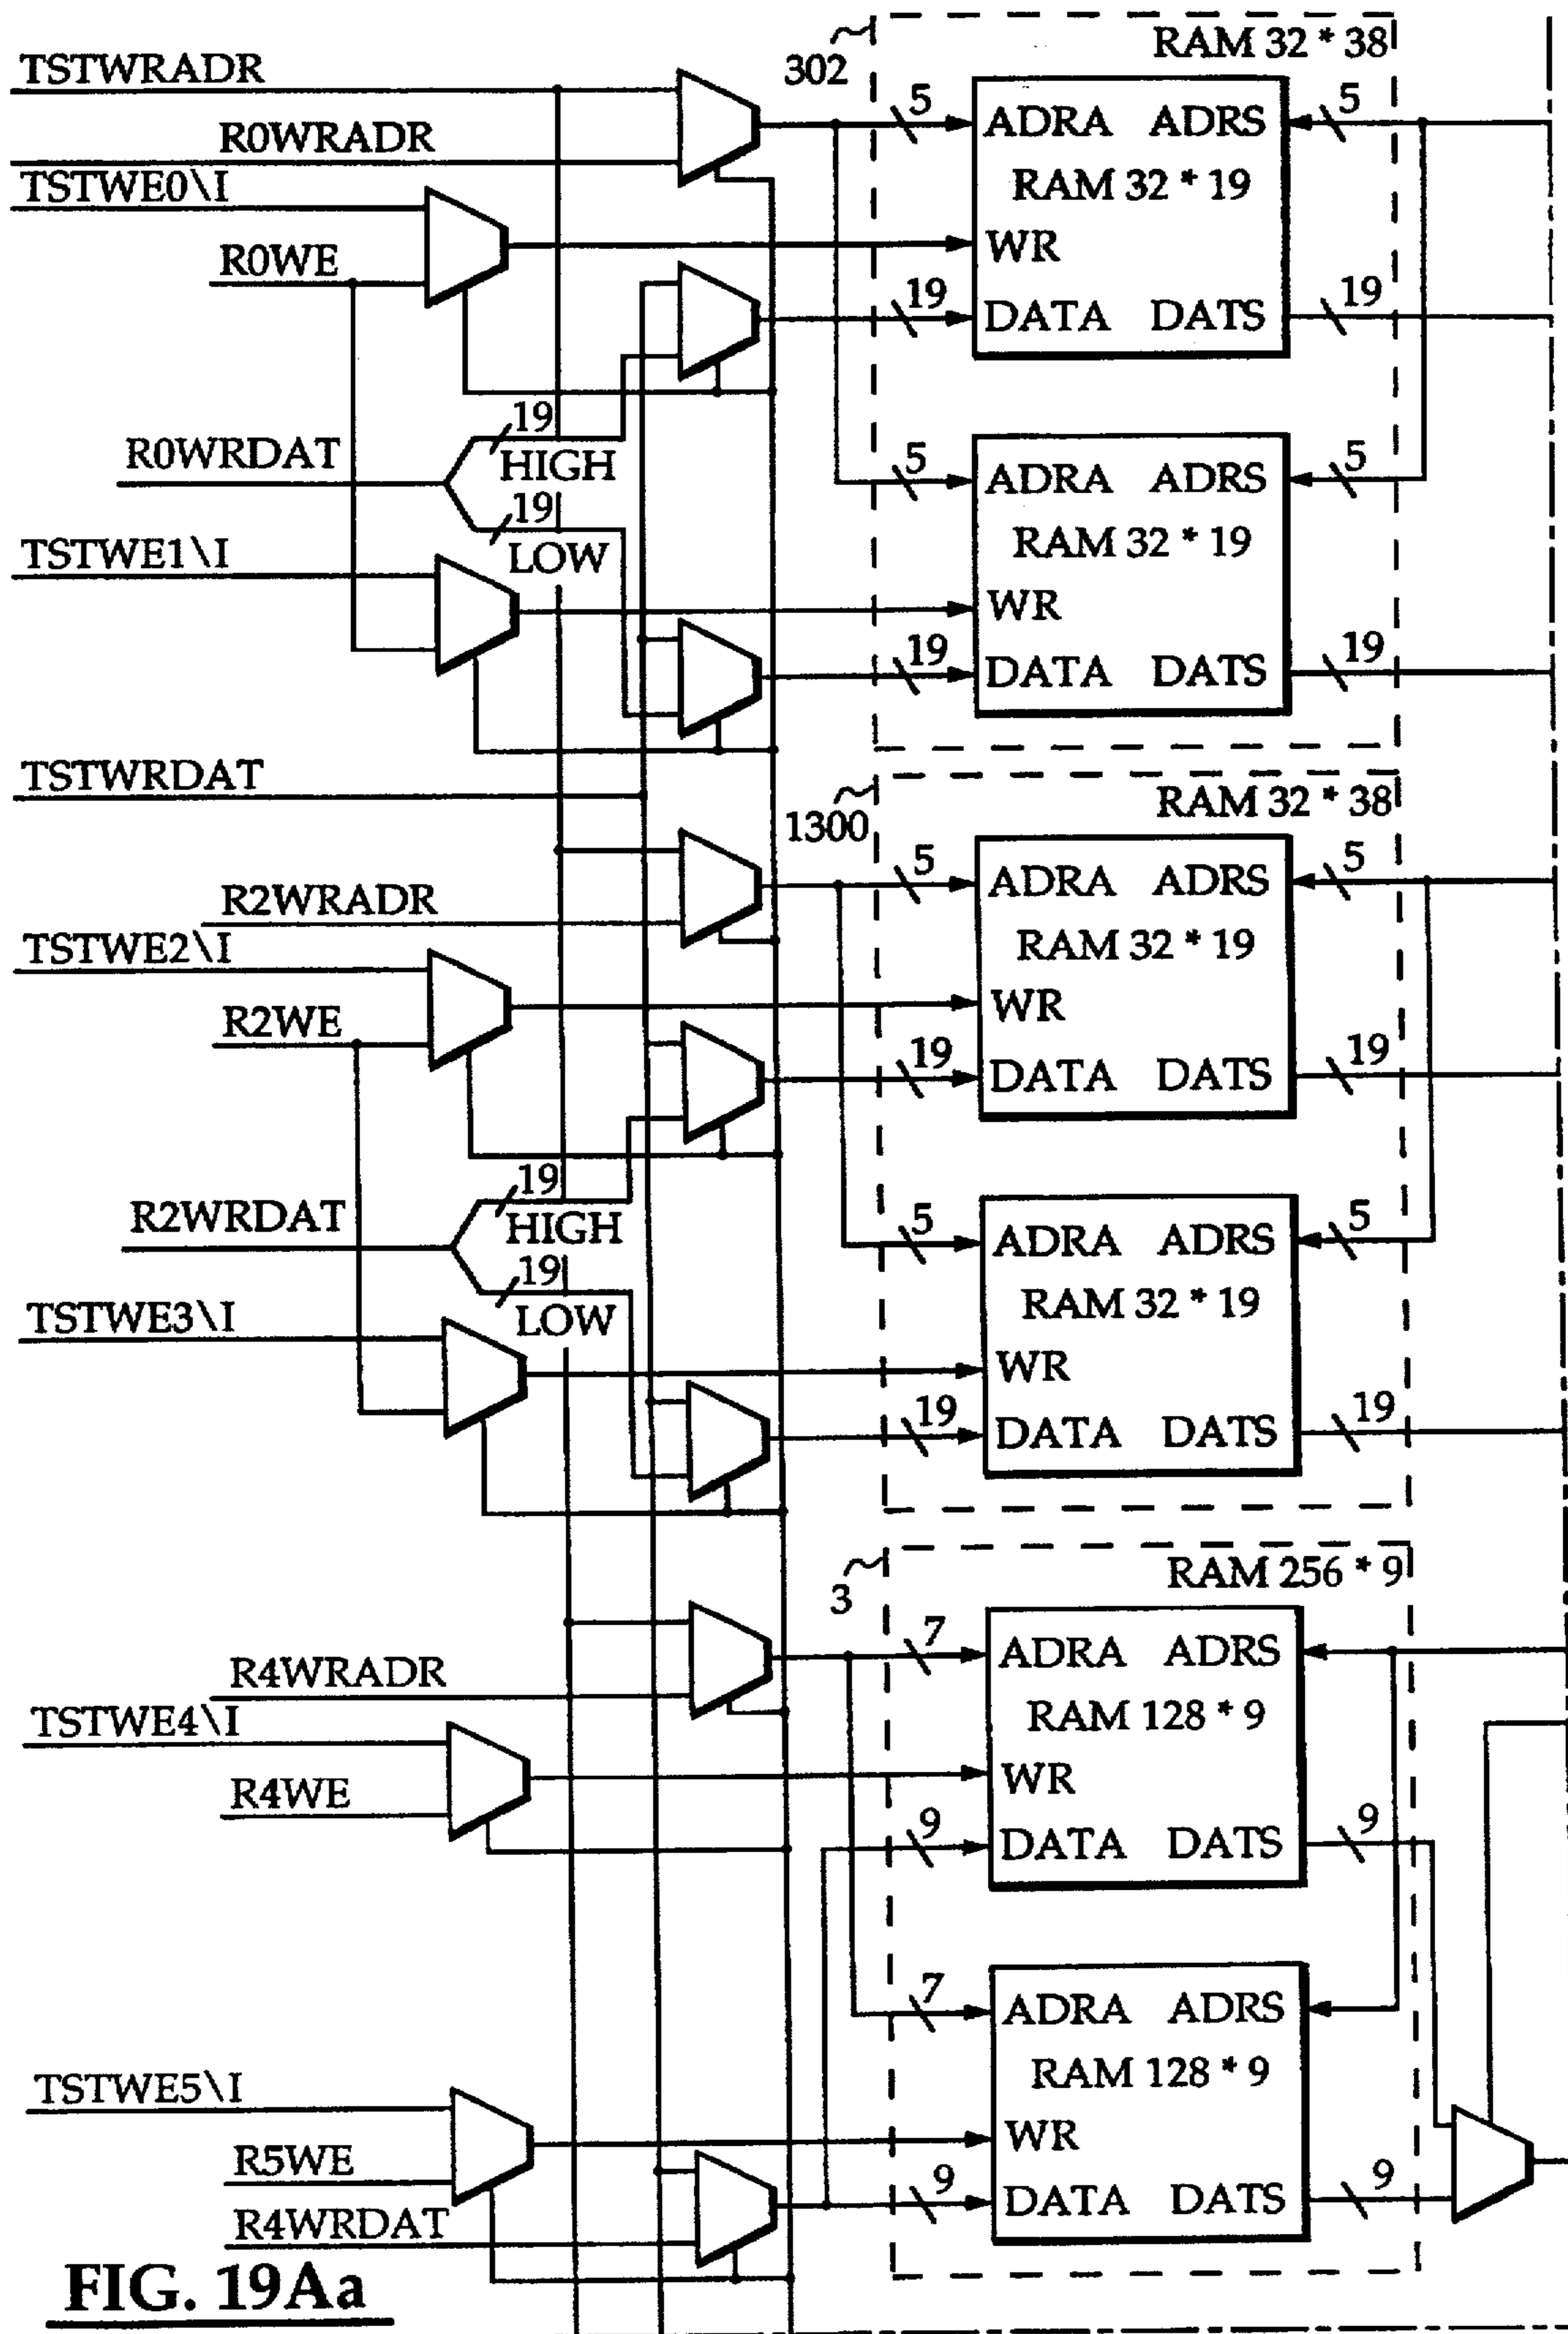 RAM 32 * 38
302
TSTWRADR
R0WRADR
TSTWE0\I
R0WE
5
ADRA ADRS
5
RAM 32 * 19
WR
19
DATA DATS
19
R0WRDAT
19
HIGH
19
LOW
TSTWE1\I
5
ADRA ADRS
5
RAM 32 * 19
WR
19
DATA DATS
19
TSTWRDAT
1300
RAM 32 * 38
R2WRADR
TSTWE2\I
R2WE
5
ADRA ADRS
5
RAM 32 * 19
WR
19
DATA DATS
19
R2WRDAT
19
HIGH
19
LOW
TSTWE3\I
5
ADRA ADRS
5
RAM 32 * 19
WR
19
DATA DATS
19
3
RAM 256 * 9
R4WRADR
TSTWE4\I
R4WE
7
ADRA ADRS
RAM 128 * 9
WR
9
DATA DATS
9
7
ADRA ADRS
RAM 128 * 9
WR
9
DATA DATS
9
TSTWE5\I
R5WE
R4WRDAT
FIG. 19Aa